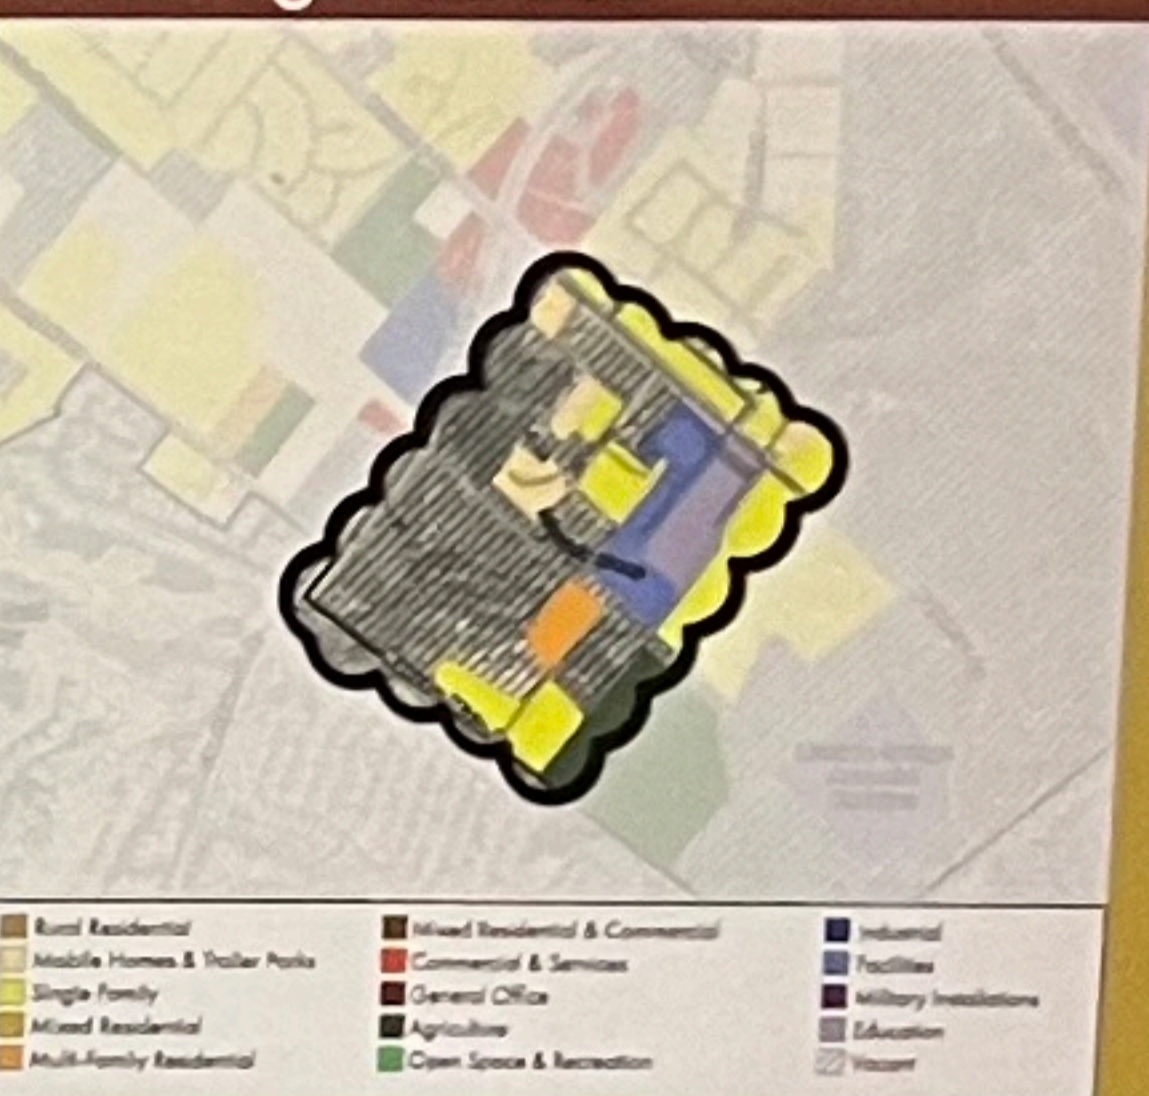 Rural Residential
Mobile Homes & Trailer Parks
Single Family
Mixed Residential
Multi-Family Residential
Mixed Residential & Commercial
Commercial & Services
General Office
Agriculture
Open Space & Recreation
Industrial
Facilities
Military Installations
Education
Vacant